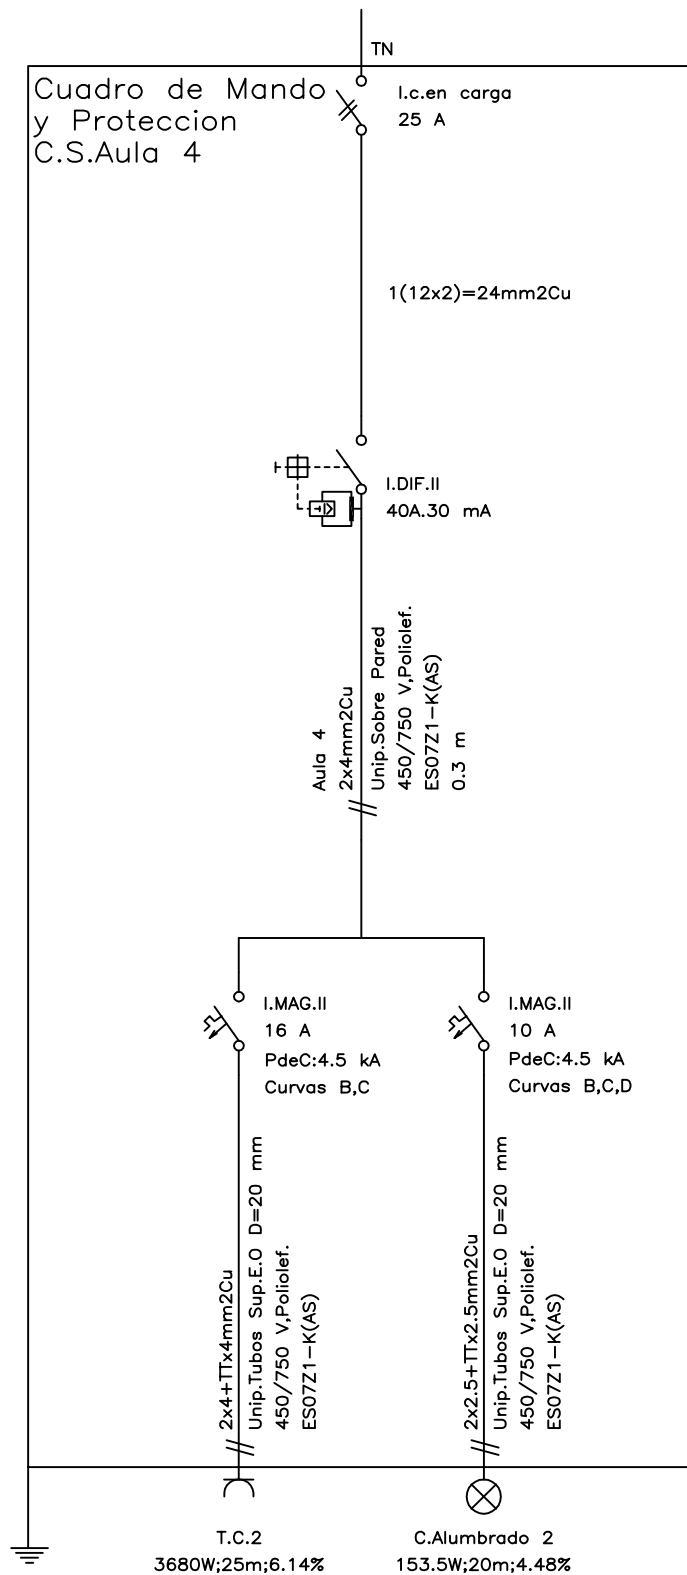 TN
Cuadro de Mando
y Proteccion
C.S.Aula 4
I.c.en carga
25 A
1(12x2)=24mm2Cu
I.DIF.II
40A.30 mA
Aula 4
2x4mm2Cu
Unip.Sobre Pared
450/750 V,Poliolef.
ES07Z1-K(AS)
0.3 m
I.MAG.II
16 A
PdeC:4.5 kA
Curvas B,C
I.MAG.II
10 A
PdeC:4.5 kA
Curvas B,C,D
2x4+TTx4mm2Cu
Unip.Tubos Sup.E.O D=20 mm
450/750 V,Poliolef.
ES07Z1-K(AS)
2x2.5+TTx2.5mm2Cu
Unip.Tubos Sup.E.O D=20 mm
450/750 V,Poliolef.
ES07Z1-K(AS)
T.C.2
3680W;25m;6.14%
C.Alumbrado 2
153.5W;20m;4.48%